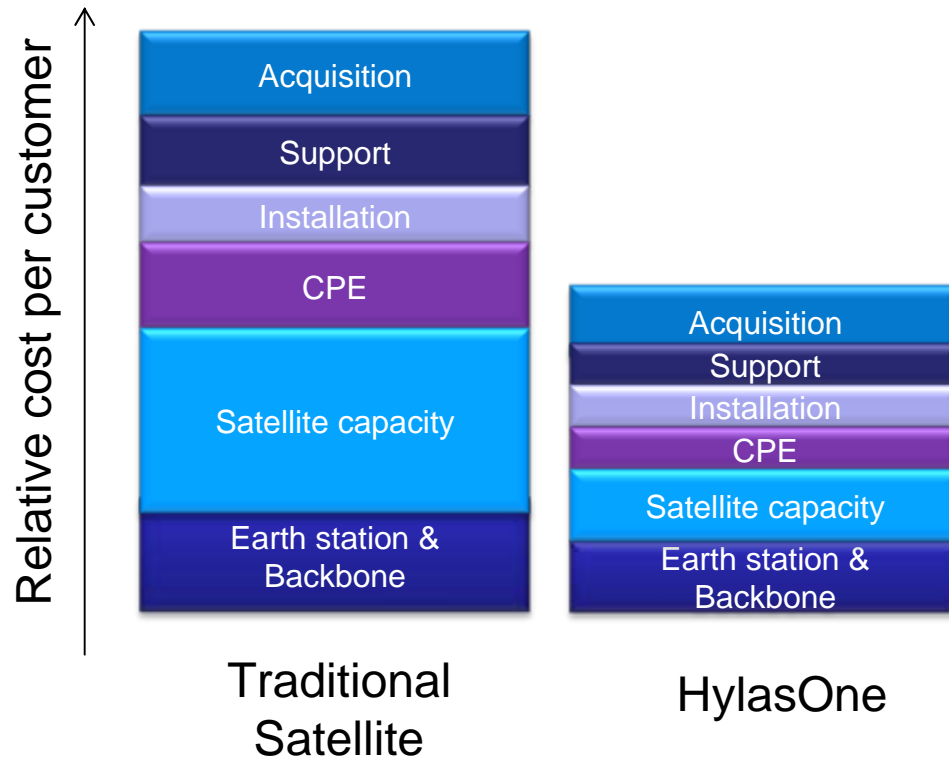 Relative cost per customer
Acquisition
Support
Installation
CPE
Satellite capacity
Earth station &
Backbone
Traditional
Satellite
Acquisition
Support
Installation
CPE
Satellite capacity
Earth station &
Backbone
HylasOne